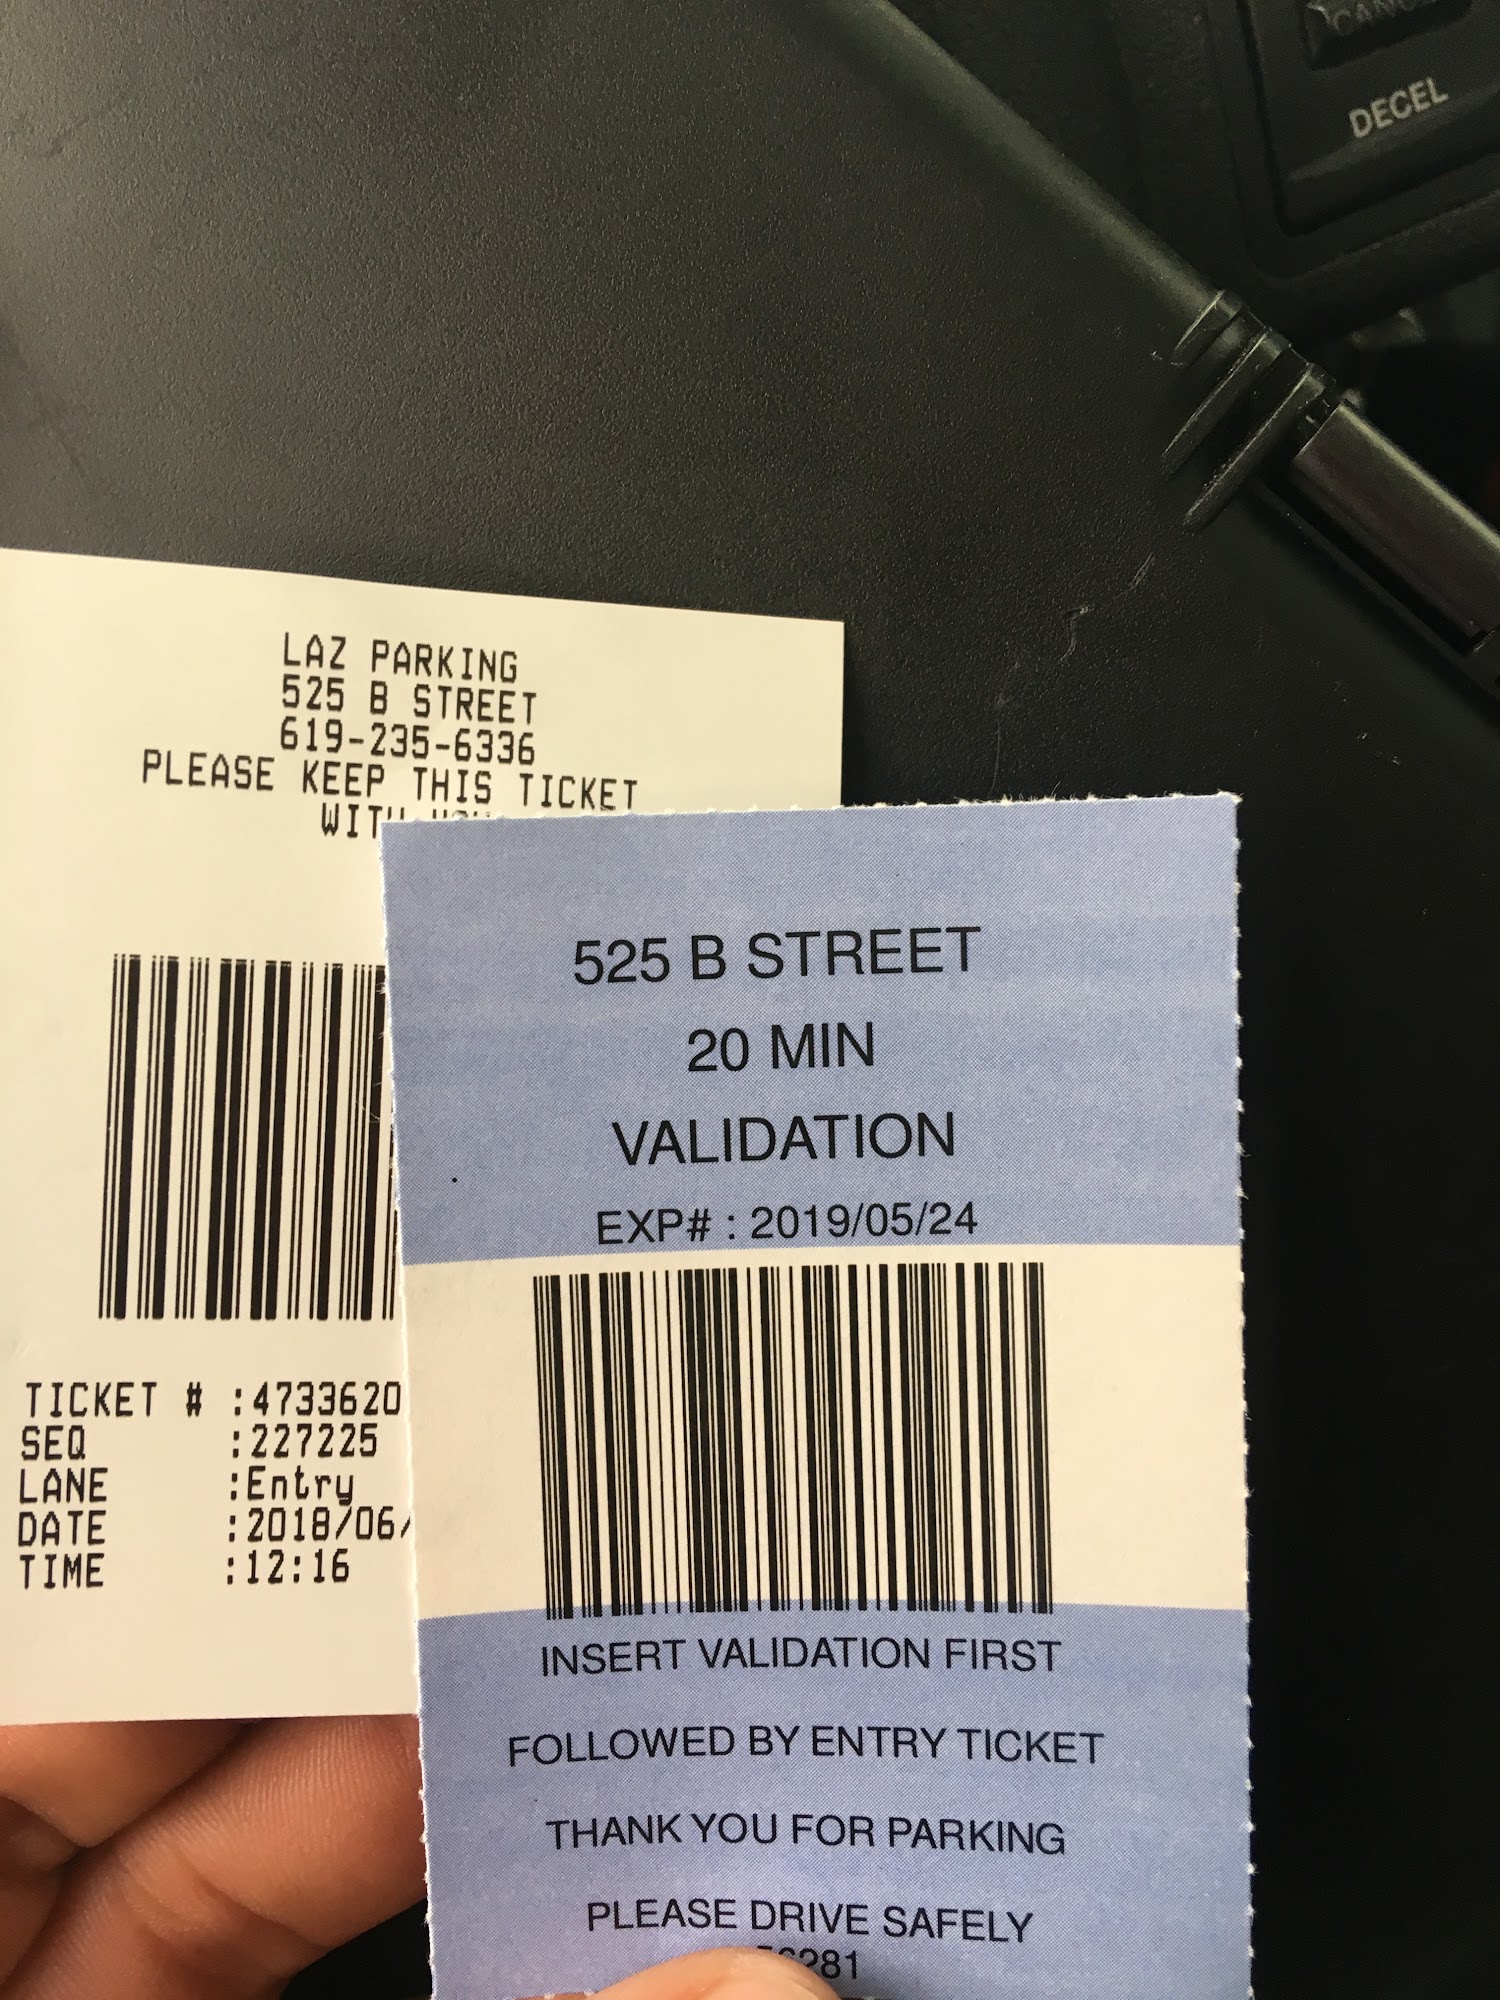 DECEL
LAZ PARKING
525 B STREET
619-235-6336
PLEASE KEEP THIS TICKET
525 B STREET
20 MIN
VALIDATION
EXP# : 2019/05/24
TICKET # :4733620
SEQ :227225
LANE :Entry
DATE :2018/06/
TIME :12:16
INSERT VALIDATION FIRST
FOLLOWED BY ENTRY TICKET
THANK YOU FOR PARKING
PLEASE DRIVE SAFELY